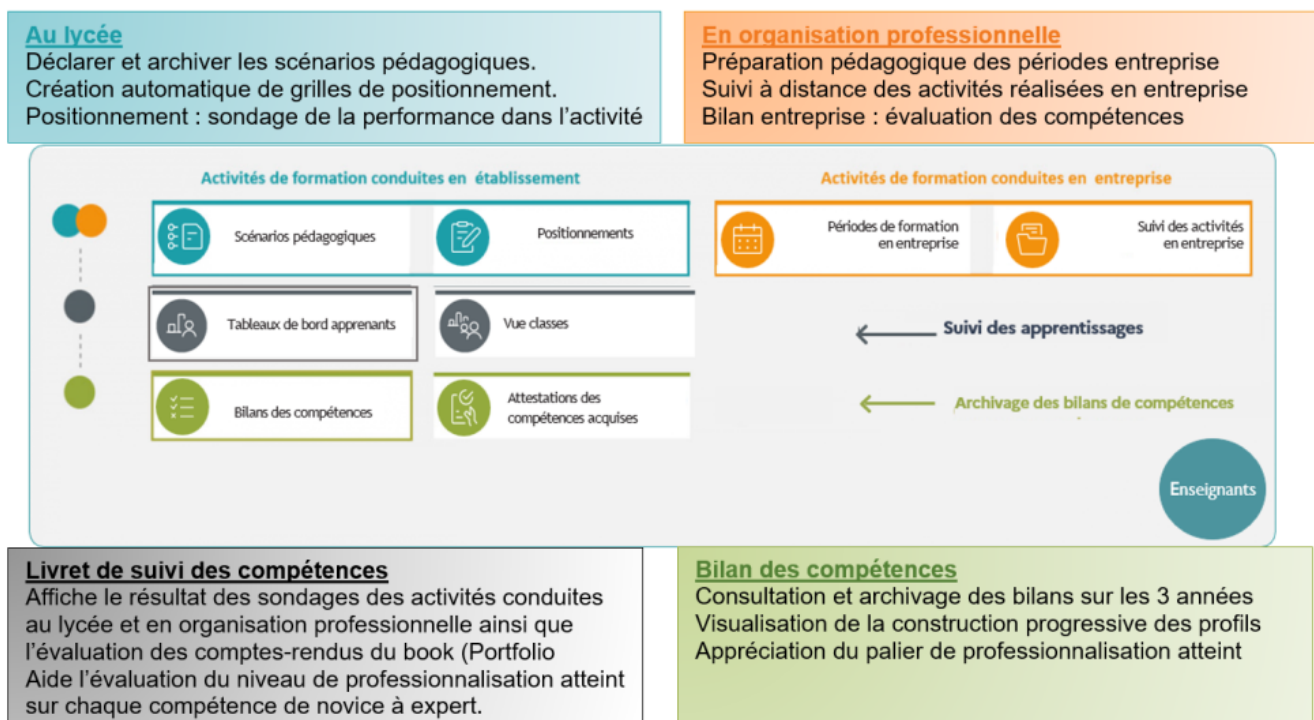 Au lycée
Déclarer et archiver les scénarios pédagogiques.
Création automatique de grilles de positionnement.
Positionnement : sondage de la performance dans l'activité
En organisation professionnelle
Préparation pédagogique des périodes entreprise
Suivi à distance des activités réalisées en entreprise
Bilan entreprise : évaluation des compétences
Activités de formation conduites en établissement
Activités de formation conduites en entreprise
Scénarios pédagogiques
Positionnements
Périodes de formation
en entreprise
Suivi des activités
en entreprise
Tableaux de bord apprenants
Vue classes
Suivi des apprentissages
Bilans des compétences
Attestations des
compétences acquises
Archivage des bilans de compétences
Enseignants
Livret de suivi des compétences
Affiche le résultat des sondages des activités conduites
au lycée et en organisation professionnelle ainsi que
l'évaluation des comptes-rendus du book (Portfolio
Aide l'évaluation du niveau de professionnalisation atteint
sur chaque compétence de novice à expert.
Bilan des compétences
Consultation et archivage des bilans sur les 3 années
Visualisation de la construction progressive des profils
Appréciation du palier de professionnalisation atteint